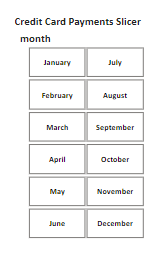 Credit Card Payments Slicer
month
January July
February August
March September
April October
May November
June December